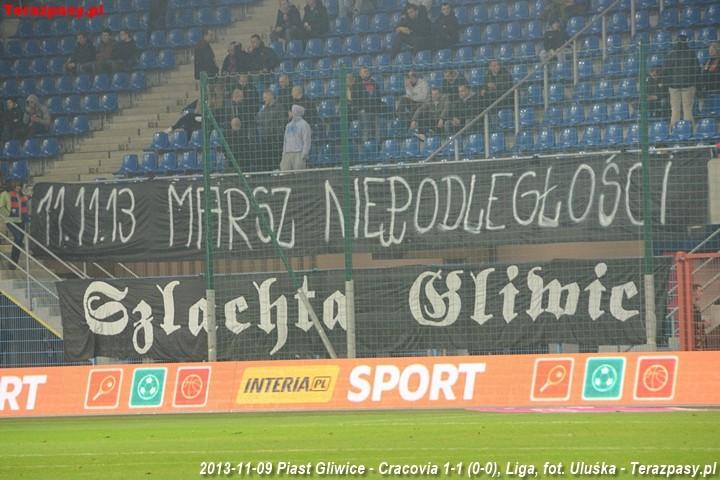 Terazpasy.pl
11.11.13 MARSZ NIEPODLEGŁOŚCI
Szlachta Gliwic
RT INTERIA.PL SPORT
2013-11-09 Piast Gliwice - Cracovia 1-1 (0-0), Liga, fot. Uluśka - Terazpasy.pl